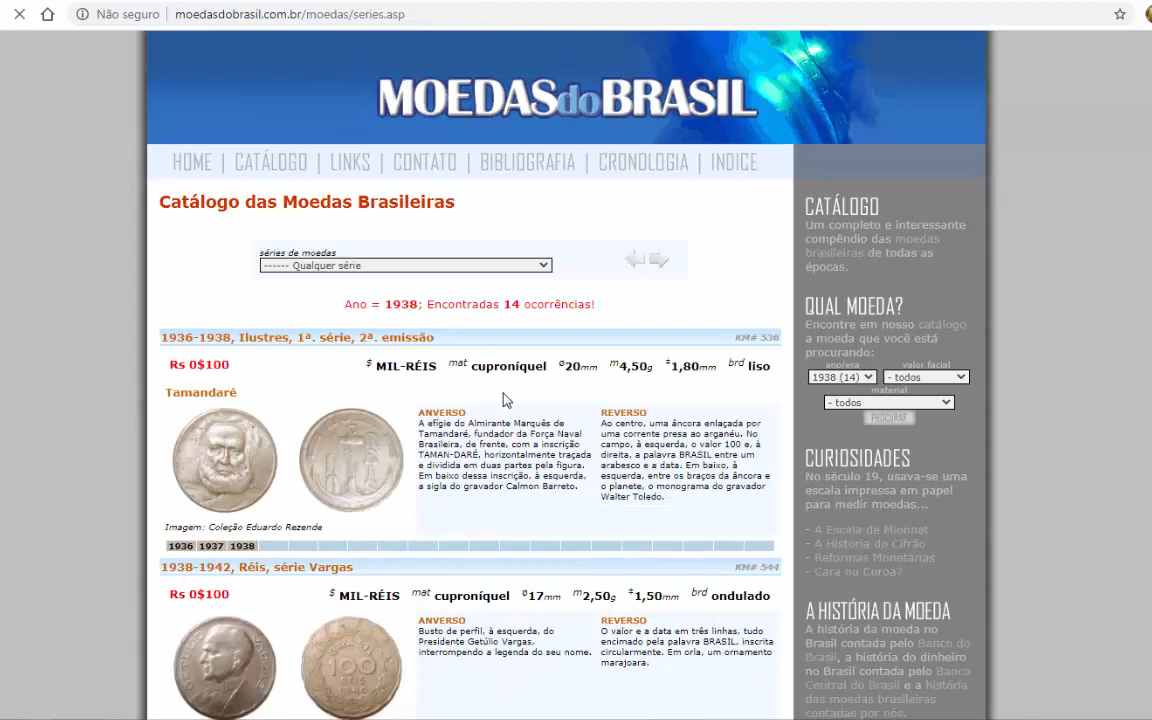 Não seguro | moedasdobrasil.com.br/moedas/series.asp
MOEDASdoBRASIL
HOME | CATÁLOGO | LINKS | CONTATO | BIBLIOGRAFIA | CRONOLOGIA | INDICE
Catálogo das Moedas Brasileiras
séries de moedas
------ Qualquer série
Ano = 1938; Encontradas 14 ocorrências!
1936-1938, Ilustres, 1ª. série, 2ª. emissão KM# 536
Rs 0$100 $ MIL-RÉIS mat cuproníquel ø20mm m4,50g ‡1,80mm brd liso
Tamandaré
ANVERSO
A efígie do Almirante Marquês de
Tamandaré, fundador da Força Naval
Brasileira, de frente, com a inscrição
TAMAN-DARÉ, horizontalmente traçada
e dividida em duas partes pela figura.
Em baixo dessa inscrição, à esquerda,
a sigla do gravador Calmon Barreto.
REVERSO
Ao centro, uma âncora enlaçada por
uma corrente presa ao arganéu. No
campo, à esquerda, o valor 100 e, à
direita, a palavra BRASIL entre um
arabesco e a data. Em baixo, à
esquerda, entre os braços da âncora e
o planete, o monograma do gravador
Walter Toledo.
Imagem: Coleção Eduardo Rezende
1936 1937 1938
1938-1942, Réis, série Vargas KM# 544
Rs 0$100 $ MIL-RÉIS mat cuproníquel ø17mm m2,50g ‡1,50mm brd ondulado
ANVERSO
Busto de perfil, à esquerda, do
Presidente Getúlio Vargas,
interrompendo a legenda do seu nome.
REVERSO
O valor e a data em três linhas, tudo
encimado pela palavra BRASIL, inscrita
circularmente. Em orla, um ornamento
marajoara.
100
CATÁLOGO
Um completo e interessante
compêndio das moedas
brasileiras de todas as
épocas.
QUAL MOEDA?
Encontre em nosso catálogo
a moeda que você está
procurando:
ano/era valor facial
1938 (14) - todos
material
- todos
PROCURAR
CURIOSIDADES
No século 19, usava-se uma
escala impressa em papel
para medir moedas...
- A Escala de Mionnet
- A História do Cifrão
- Reformas Monetárias
- Cara ou Coroa?
A HISTÓRIA DA MOEDA
A história da moeda no
Brasil contada pelo Banco do
Brasil, a história do dinheiro
no Brasil contada pelo Banco
Central do Brasil e a história
das moedas brasileiras
contadas por nós.